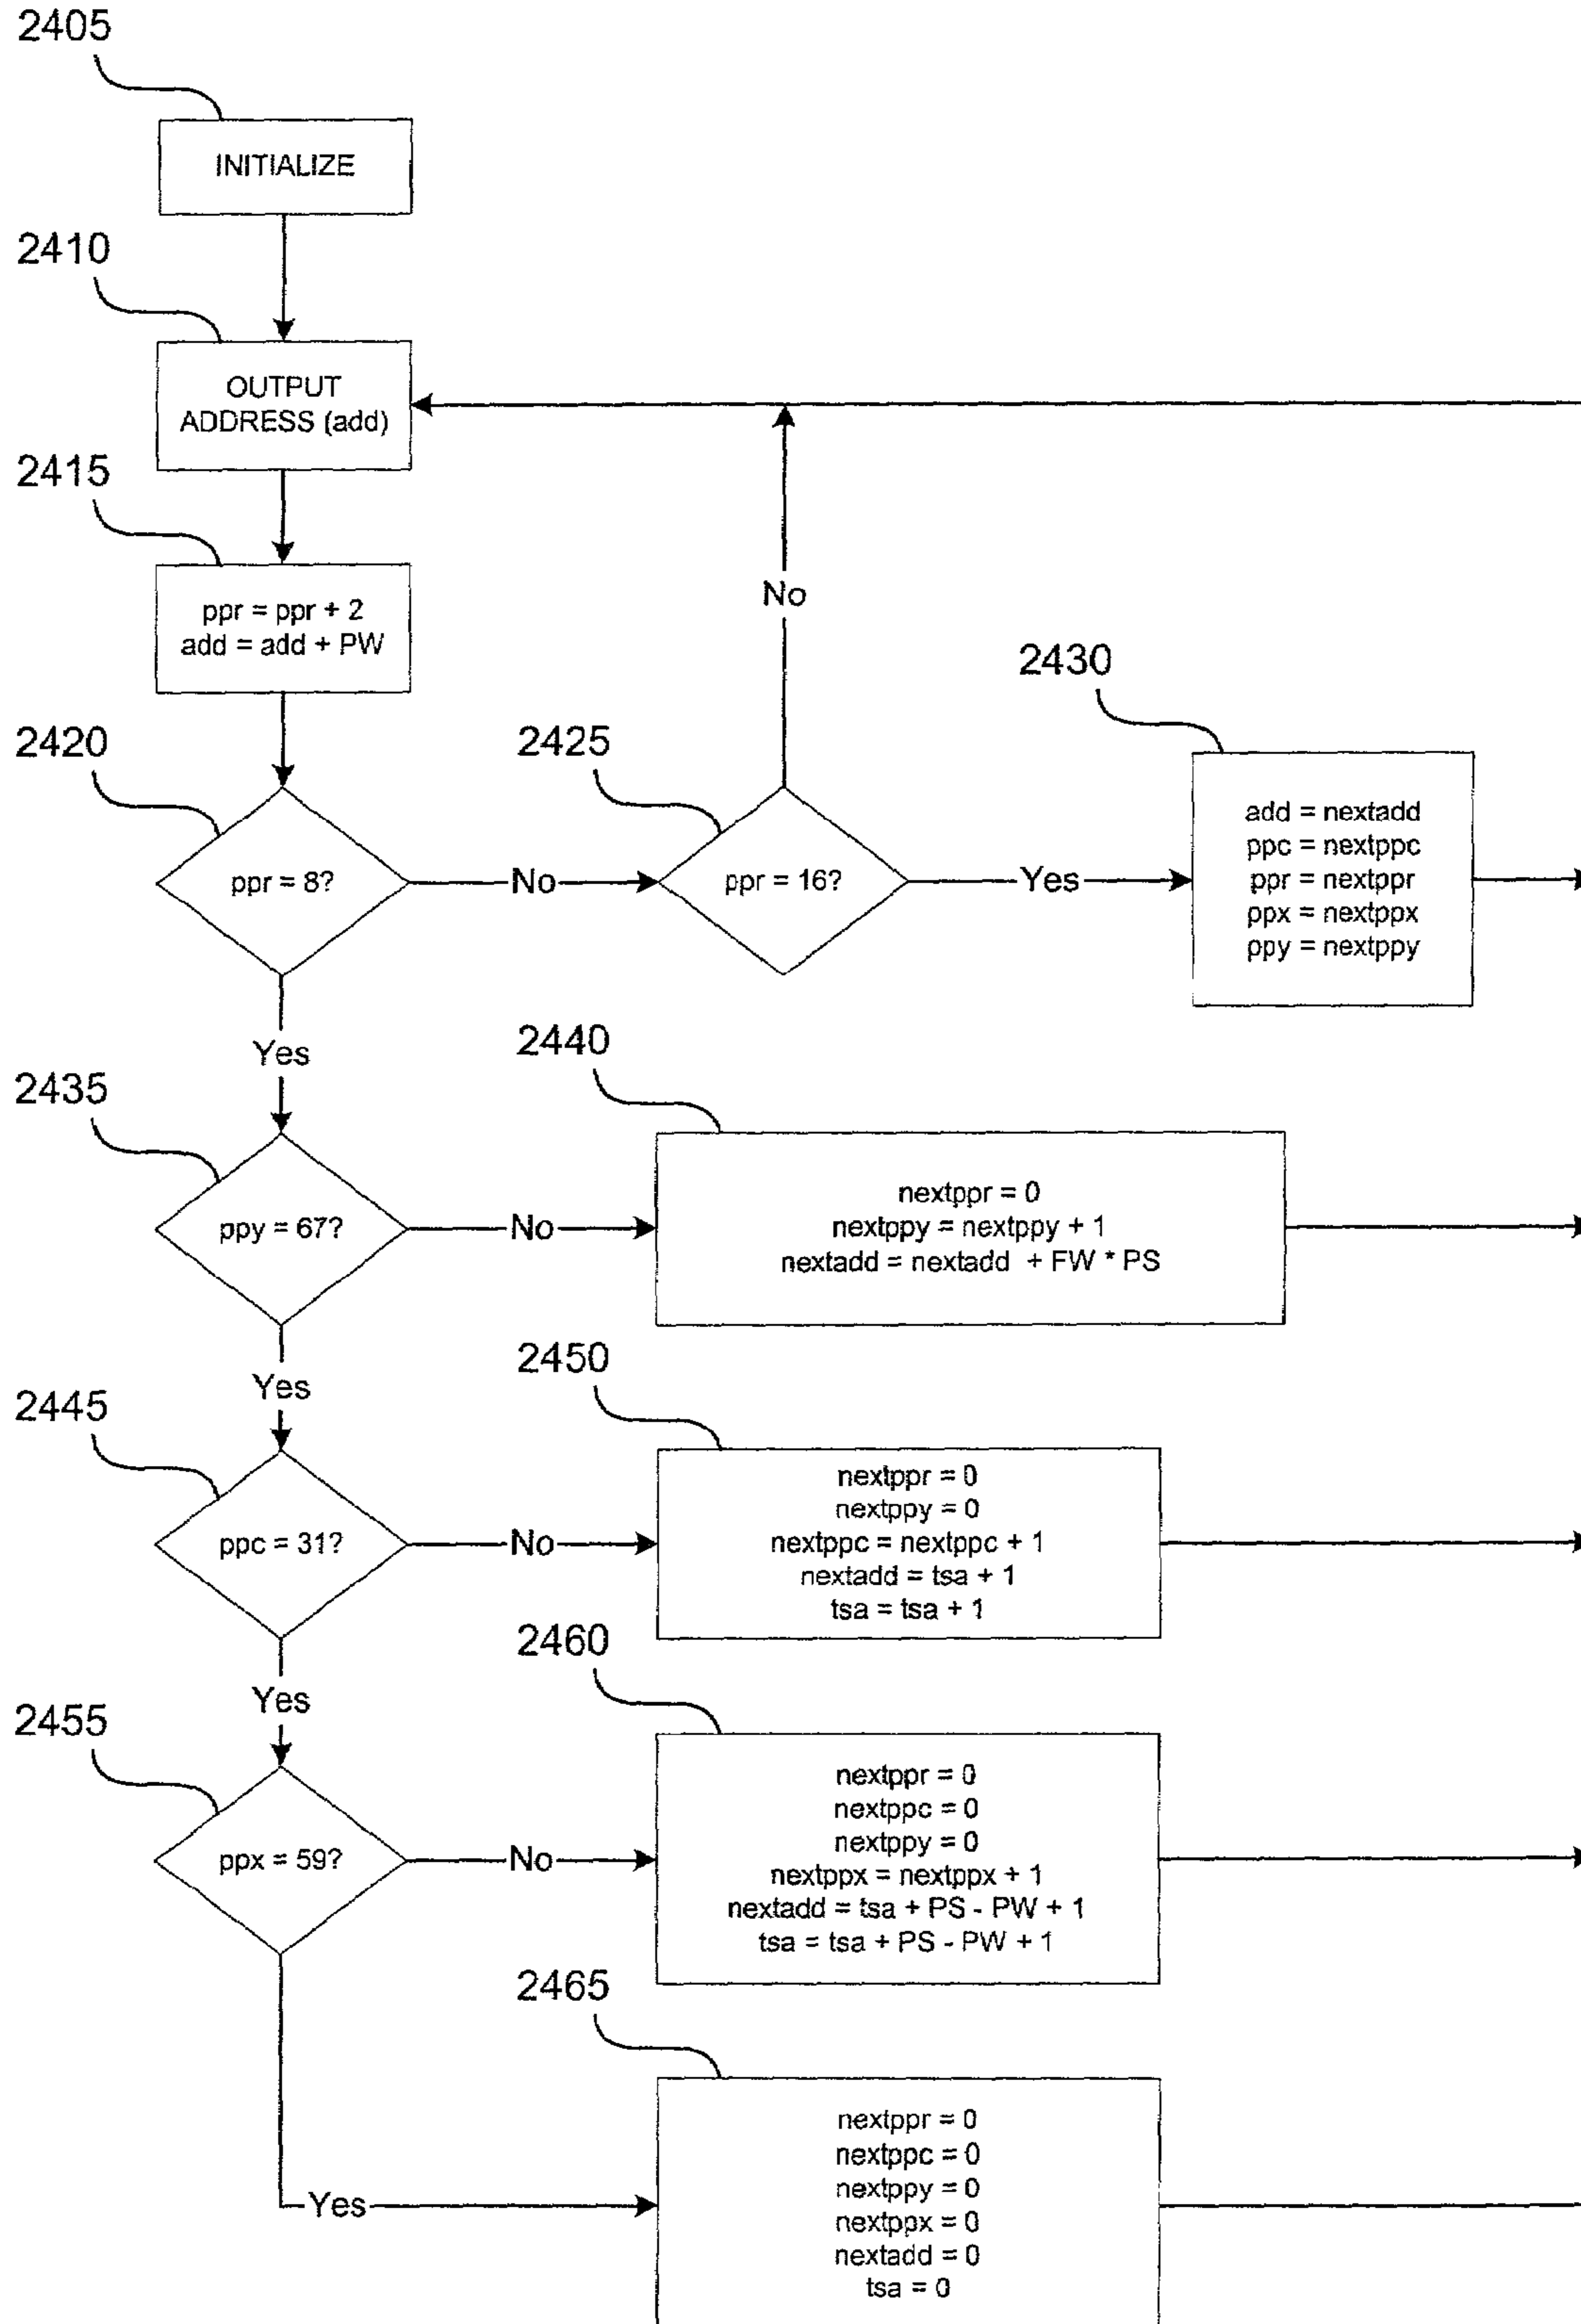 2405
INITIALIZE
2410
OUTPUT
ADDRESS (add)
2415
ppr = ppr + 2
add = add + PW
No
2430
2420
2425
add = nextadd
ppc = nextppc
ppr = nextppr
ppx = nextppx
ppy = nextppy
ppr = 8?
No
ppr = 16?
Yes
Yes
2440
2435
nextppr = 0
nextppy = nextppy + 1
nextadd = nextadd + FW * PS
ppy = 67?
No
Yes
2450
2445
nextppr = 0
nextppy = 0
nextppc = nextppc + 1
nextadd = tsa + 1
tsa = tsa + 1
ppc = 31?
No
Yes
2460
2455
nextppr = 0
nextppc = 0
nextppy = 0
nextppx = nextppx + 1
nextadd = tsa + PS - PW + 1
tsa = tsa + PS - PW + 1
ppx = 59?
No
2465
nextppr = 0
nextppc = 0
nextppy = 0
nextppx = 0
nextadd = 0
tsa = 0
Yes